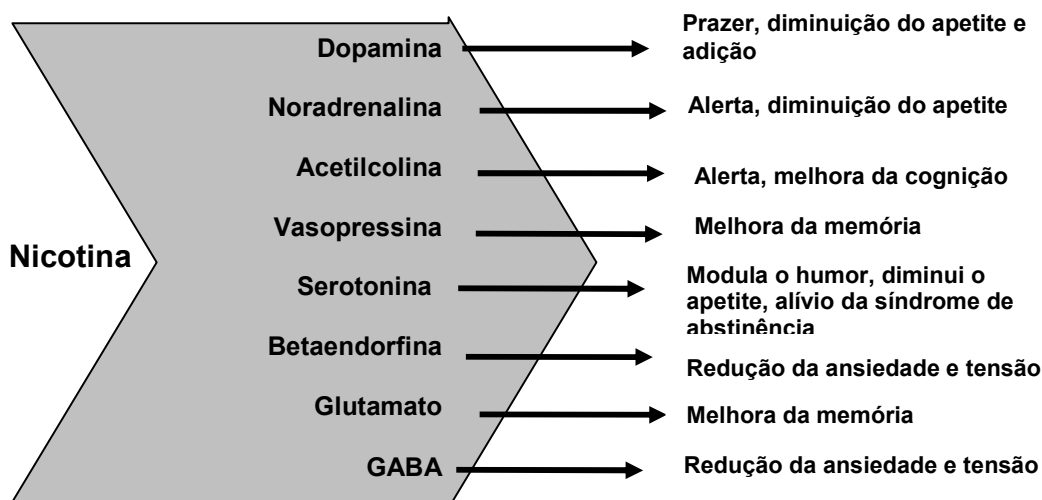 Dopamina
Prazer, diminuição do apetite e
adição
Noradrenalina
Alerta, diminuição do apetite
Acetilcolina
Alerta, melhora da cognição
Vasopressina
Melhora da memória
Nicotina
Serotonina
Modula o humor, diminui o
apetite, alívio da síndrome de
abstinência
Betaendorfina
Redução da ansiedade e tensão
Glutamato
Melhora da memória
GABA
Redução da ansiedade e tensão